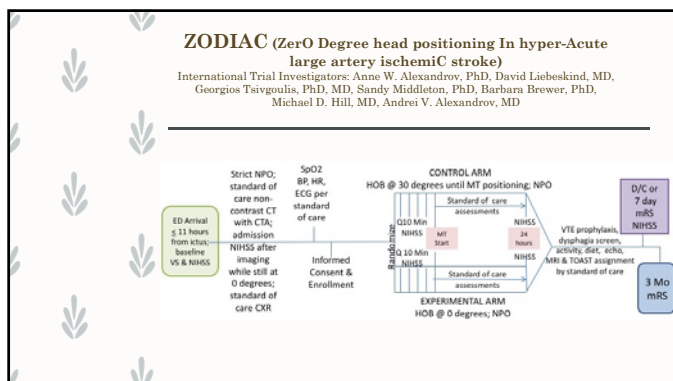 ZODIAC (ZerO Degree head positioning In hyper-Acute
large artery ischemiC stroke)
International Trial Investigators: Anne W. Alexandrov, PhD, David Liebeskind, MD,
Georgios Tsivgoulis, PhD, MD, Sandy Middleton, PhD, Barbara Brewer, PhD,
Michael D. Hill, MD, Andrei V. Alexandrov, MD
ED Arrival
≤ 11 hours
from ictus;
baseline
VS & NIHSS
Strict NPO;
standard of
care non-
contrast CT
with CTA;
admission
NIHSS after
imaging
while still at
0 degrees;
standard of
care CXR
SpO2
BP, HR,
ECG per
standard
of care
Informed
Consent &
Enrollment
Randomize
CONTROL ARM
HOB @ 30 degrees until MT positioning; NPO
Standard of care
assessments
Q10 Min
NIHSS
MT
Start
NIHSS
24
hours
NIHSS
Q 10 Min
NIHSS
Standard of care
assessments
EXPERIMENTAL ARM
HOB @ 0 degrees; NPO
VTE prophylaxis,
dysphagia screen,
activity, diet, echo,
MRI & TOAST assignment
by standard of care
D/C or
7 day
mRS
NIHSS
3 Mo
mRS